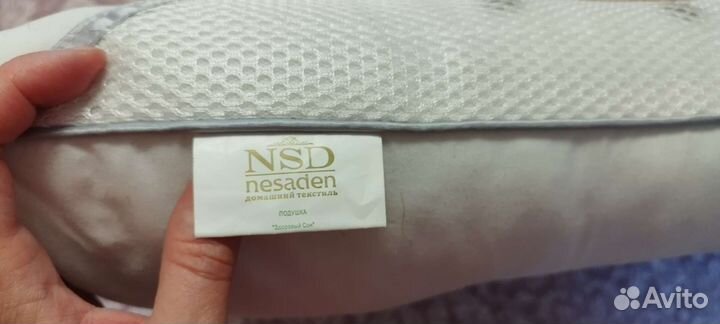 NSD
nesaden
домашний текстиль
ПОДУШКА
"Здоровый Сон"
Avito